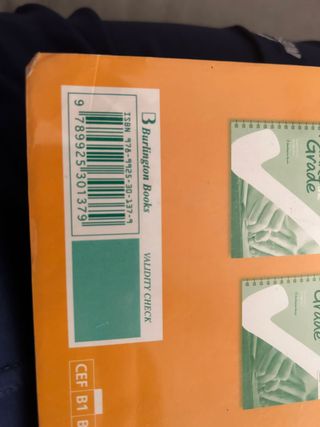 B Burlington Books
ISBN 978-9925-30-137-9
9 789925 301379
VALIDITY CHECK
CEF B1 B
Grade
Grade